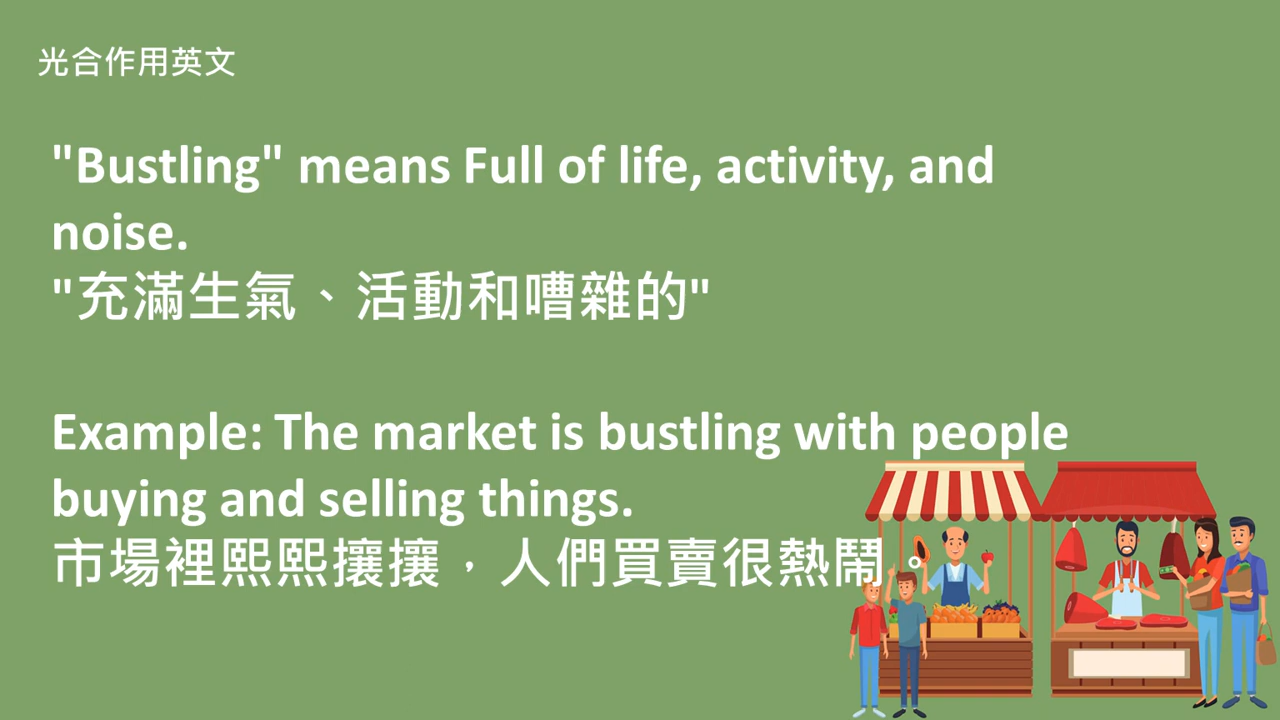 光合作用英文
"Bustling" means Full of life, activity, and
noise.
"充滿生氣、活動和嘈雜的"
Example: The market is bustling with people
buying and selling things.
市場裡熙熙攘攘，人們買賣很熱鬧。